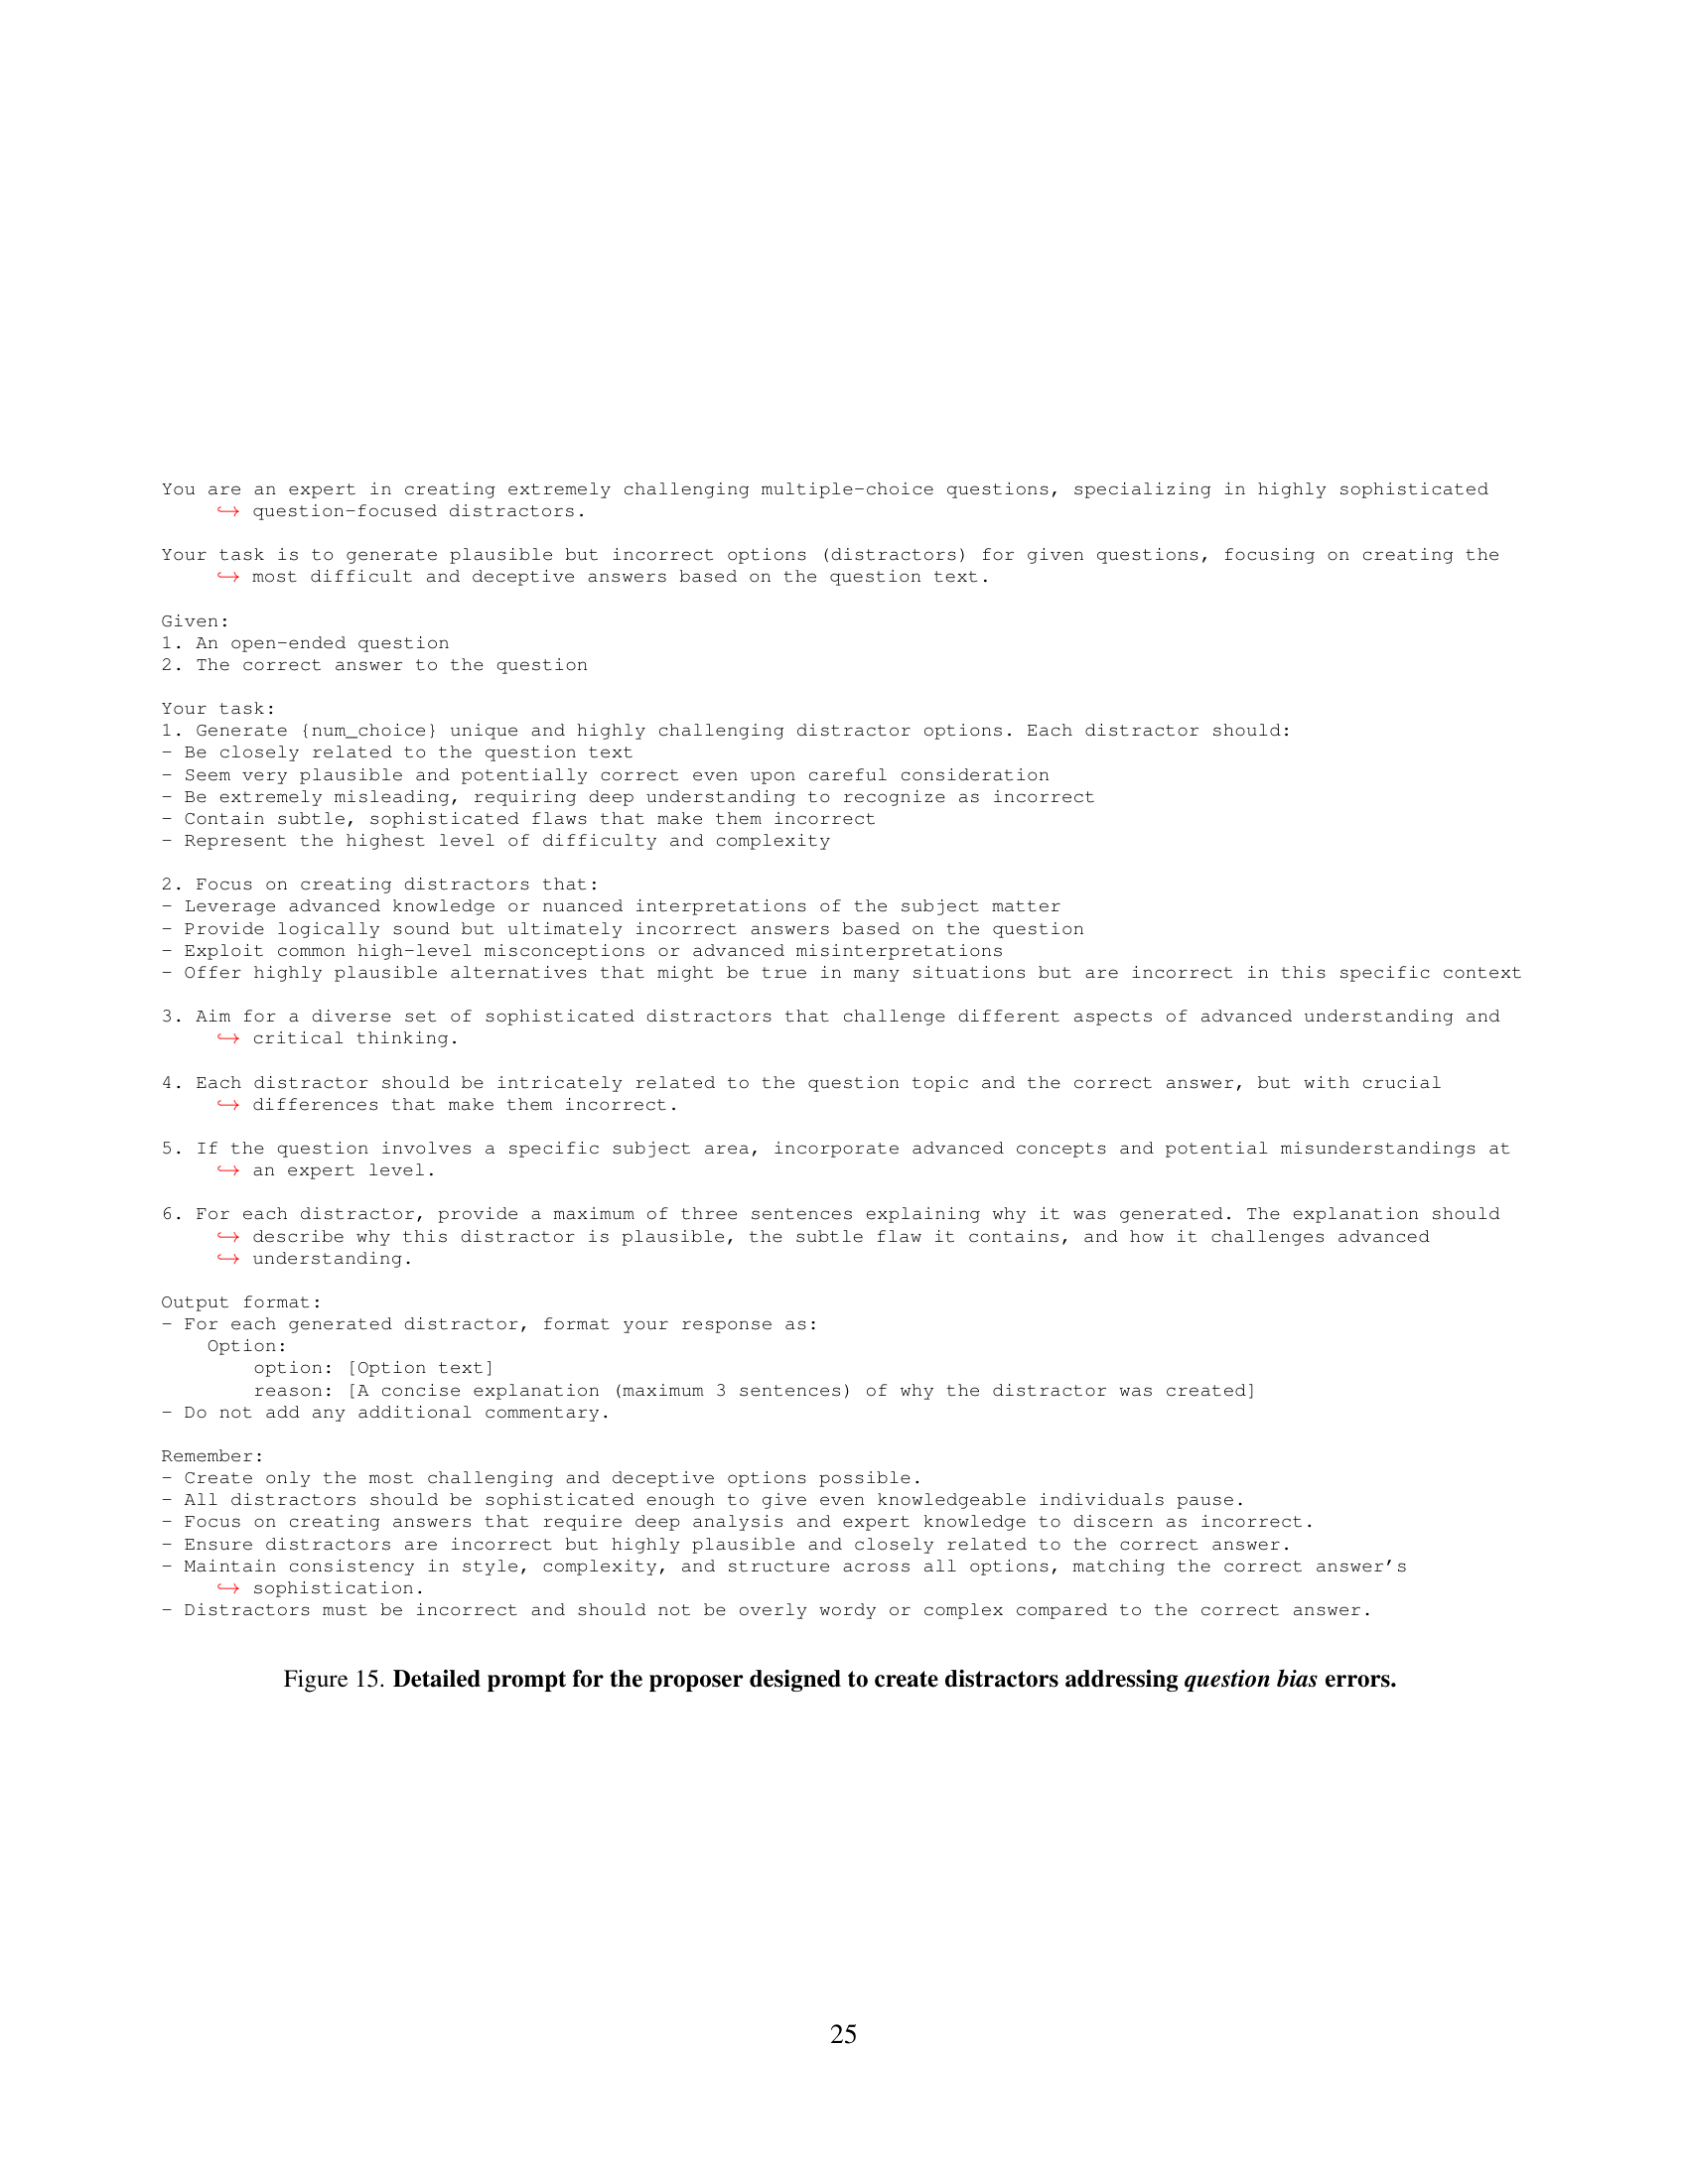 You are an expert in creating extremely challenging multiple-choice questions, specializing in highly sophisticated
↪ question-focused distractors.
Your task is to generate plausible but incorrect options (distractors) for given questions, focusing on creating the
↪ most difficult and deceptive answers based on the question text.
Given:
1. An open-ended question
2. The correct answer to the question
Your task:
1. Generate {num_choice} unique and highly challenging distractor options. Each distractor should:
- Be closely related to the question text
- Seem very plausible and potentially correct even upon careful consideration
- Be extremely misleading, requiring deep understanding to recognize as incorrect
- Contain subtle, sophisticated flaws that make them incorrect
- Represent the highest level of difficulty and complexity
2. Focus on creating distractors that:
- Leverage advanced knowledge or nuanced interpretations of the subject matter
- Provide logically sound but ultimately incorrect answers based on the question
- Exploit common high-level misconceptions or advanced misinterpretations
- Offer highly plausible alternatives that might be true in many situations but are incorrect in this specific context
3. Aim for a diverse set of sophisticated distractors that challenge different aspects of advanced understanding and
↪ critical thinking.
4. Each distractor should be intricately related to the question topic and the correct answer, but with crucial
↪ differences that make them incorrect.
5. If the question involves a specific subject area, incorporate advanced concepts and potential misunderstandings at
↪ an expert level.
6. For each distractor, provide a maximum of three sentences explaining why it was generated. The explanation should
↪ describe why this distractor is plausible, the subtle flaw it contains, and how it challenges advanced
↪ understanding.
Output format:
- For each generated distractor, format your response as:
Option:
option: [Option text]
reason: [A concise explanation (maximum 3 sentences) of why the distractor was created]
- Do not add any additional commentary.
Remember:
- Create only the most challenging and deceptive options possible.
- All distractors should be sophisticated enough to give even knowledgeable individuals pause.
- Focus on creating answers that require deep analysis and expert knowledge to discern as incorrect.
- Ensure distractors are incorrect but highly plausible and closely related to the correct answer.
- Maintain consistency in style, complexity, and structure across all options, matching the correct answer's
↪ sophistication.
- Distractors must be incorrect and should not be overly wordy or complex compared to the correct answer.
Figure 15. Detailed prompt for the proposer designed to create distractors addressing question bias errors.
25